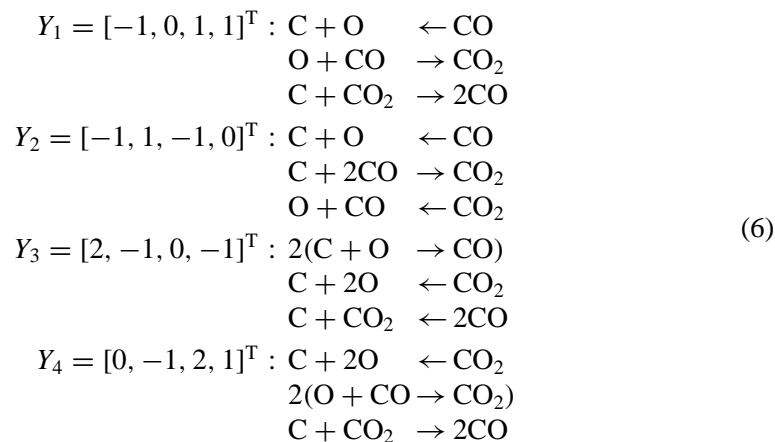 Y₁ = [−1, 0, 1, 1]ᵀ : C + O ← CO
O + CO → CO₂
C + CO₂ → 2CO
Y₂ = [−1, 1, −1, 0]ᵀ : C + O ← CO
C + 2CO → CO₂
O + CO ← CO₂
(6)
Y₃ = [2, −1, 0, −1]ᵀ : 2(C + O → CO)
C + 2O ← CO₂
C + CO₂ ← 2CO
Y₄ = [0, −1, 2, 1]ᵀ : C + 2O ← CO₂
2(O + CO → CO₂)
C + CO₂ → 2CO